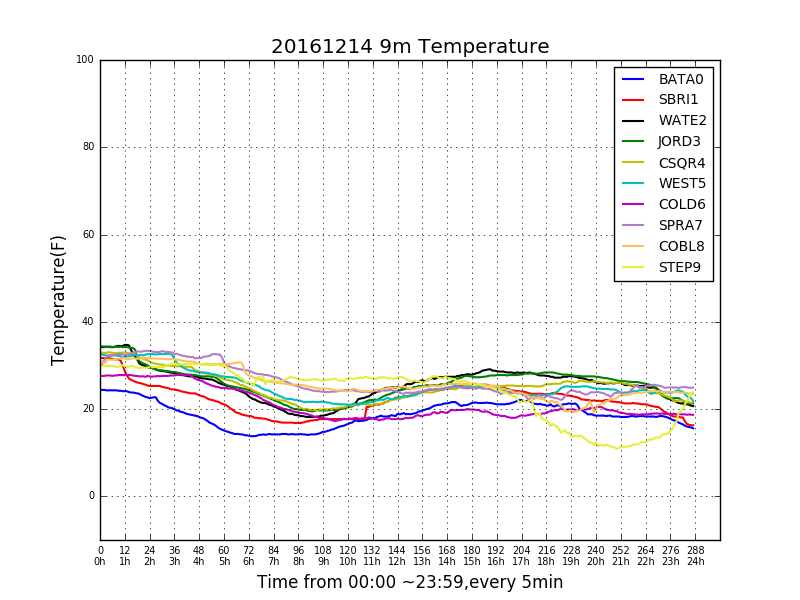 20161214 9m Temperature
100
80
60
40
20
0
Temperature(F)
BATA0
SBRI1
WATE2
JORD3
CSQR4
WEST5
COLD6
SPRA7
COBL8
STEP9
0 12 24 36 48 60 72 84 96 108 120 132 144 156 168 180 192 204 216 228 240 252 264 276 288
0h 1h 2h 3h 4h 5h 6h 7h 8h 9h 10h 11h 12h 13h 14h 15h 16h 17h 18h 19h 20h 21h 22h 23h 24h
Time from 00:00 ~23:59,every 5min